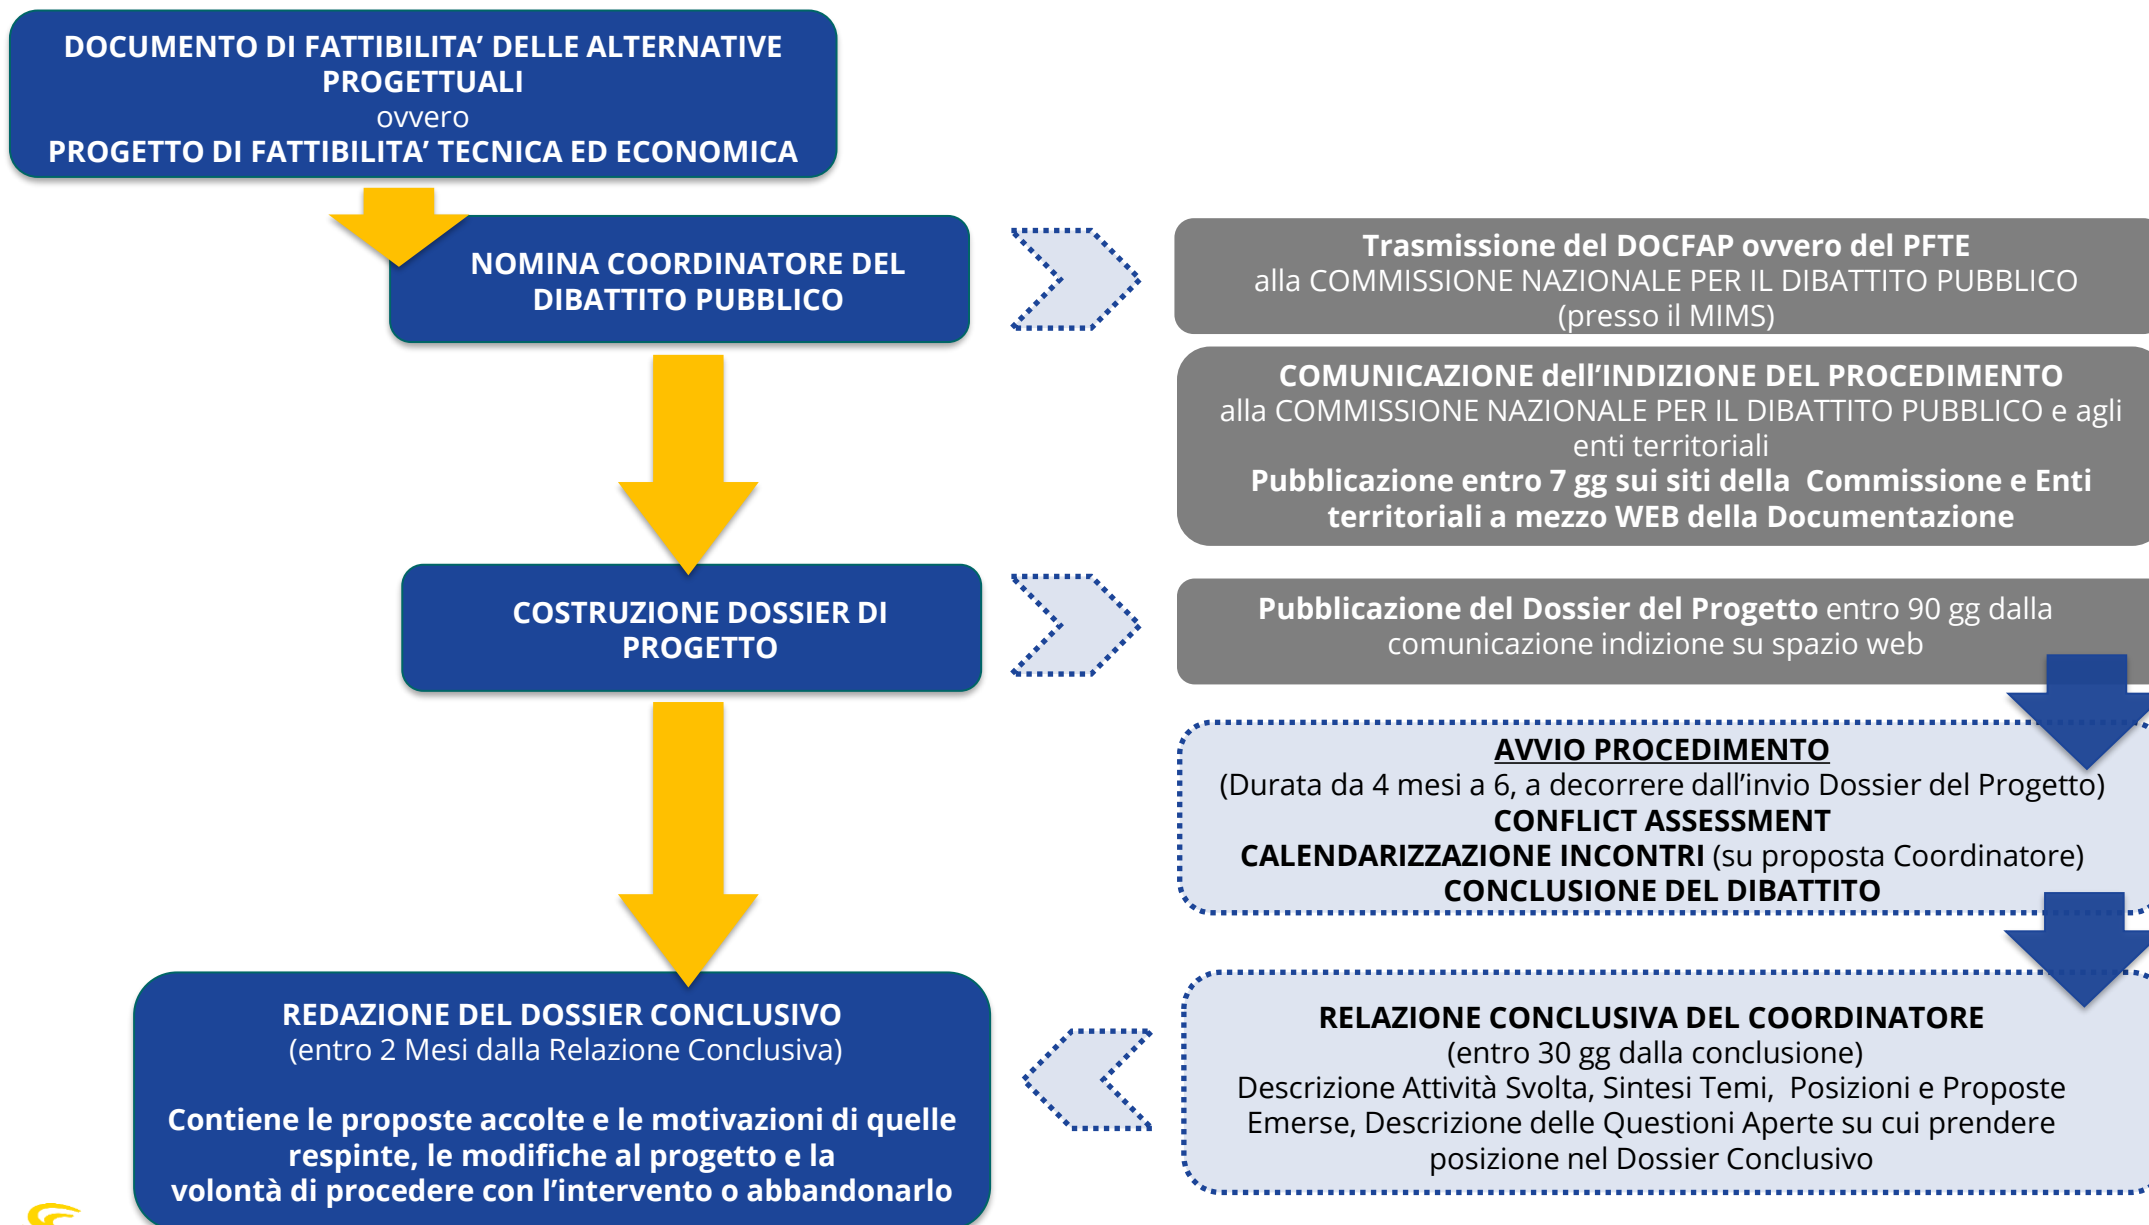 DOCUMENTO DI FATTIBILITA’ DELLE ALTERNATIVE
PROGETTUALI
ovvero
PROGETTO DI FATTIBILITA’ TECNICA ED ECONOMICA
NOMINA COORDINATORE DEL
DIBATTITO PUBBLICO
Trasmissione del DOCFAP ovvero del PFTE
alla COMMISSIONE NAZIONALE PER IL DIBATTITO PUBBLICO
(presso il MIMS)
COMUNICAZIONE dell’INDIZIONE DEL PROCEDIMENTO
alla COMMISSIONE NAZIONALE PER IL DIBATTITO PUBBLICO e agli
enti territoriali
Pubblicazione entro 7 gg sui siti della Commissione e Enti
territoriali a mezzo WEB della Documentazione
COSTRUZIONE DOSSIER DI
PROGETTO
Pubblicazione del Dossier del Progetto entro 90 gg dalla
comunicazione indizione su spazio web
AVVIO PROCEDIMENTO
(Durata da 4 mesi a 6, a decorrere dall’invio Dossier del Progetto)
CONFLICT ASSESSMENT
CALENDARIZZAZIONE INCONTRI (su proposta Coordinatore)
CONCLUSIONE DEL DIBATTITO
RELAZIONE CONCLUSIVA DEL COORDINATORE
(entro 30 gg dalla conclusione)
Descrizione Attività Svolta, Sintesi Temi, Posizioni e Proposte
Emerse, Descrizione delle Questioni Aperte su cui prendere
posizione nel Dossier Conclusivo
REDAZIONE DEL DOSSIER CONCLUSIVO
(entro 2 Mesi dalla Relazione Conclusiva)
Contiene le proposte accolte e le motivazioni di quelle
respinte, le modifiche al progetto e la
volontà di procedere con l’intervento o abbandonarlo